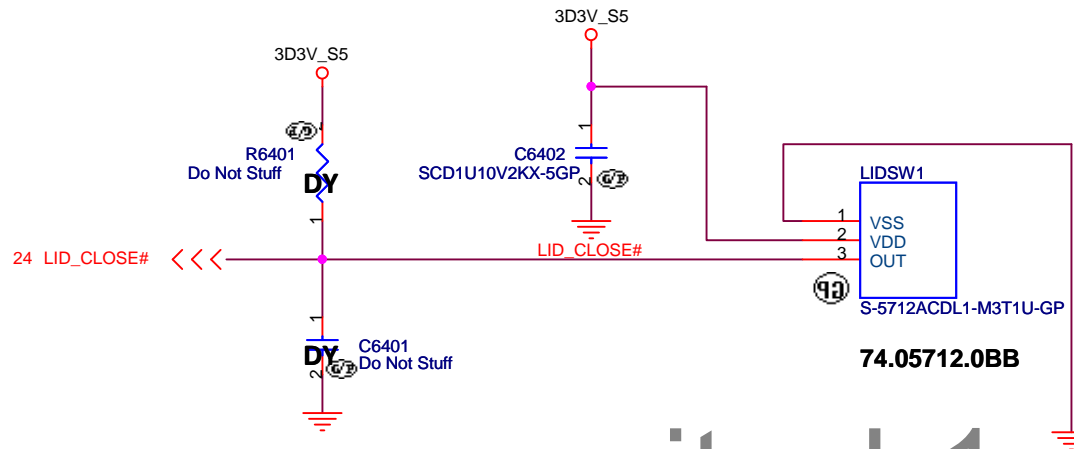 3D3V_S5
3D3V_S5
G/P
R6401
Do Not Stuff
DY
1
1
C6402
SCD1U10V2KX-5GP
2
G/P
LIDSW1
1
VSS
2
VDD
3
OUT
24 LID_CLOSE#
LID_CLOSE#
GP
S-5712ACDL1-M3T1U-GP
1
C6401
Do Not Stuff
DY
2
G/P
74.05712.0BB